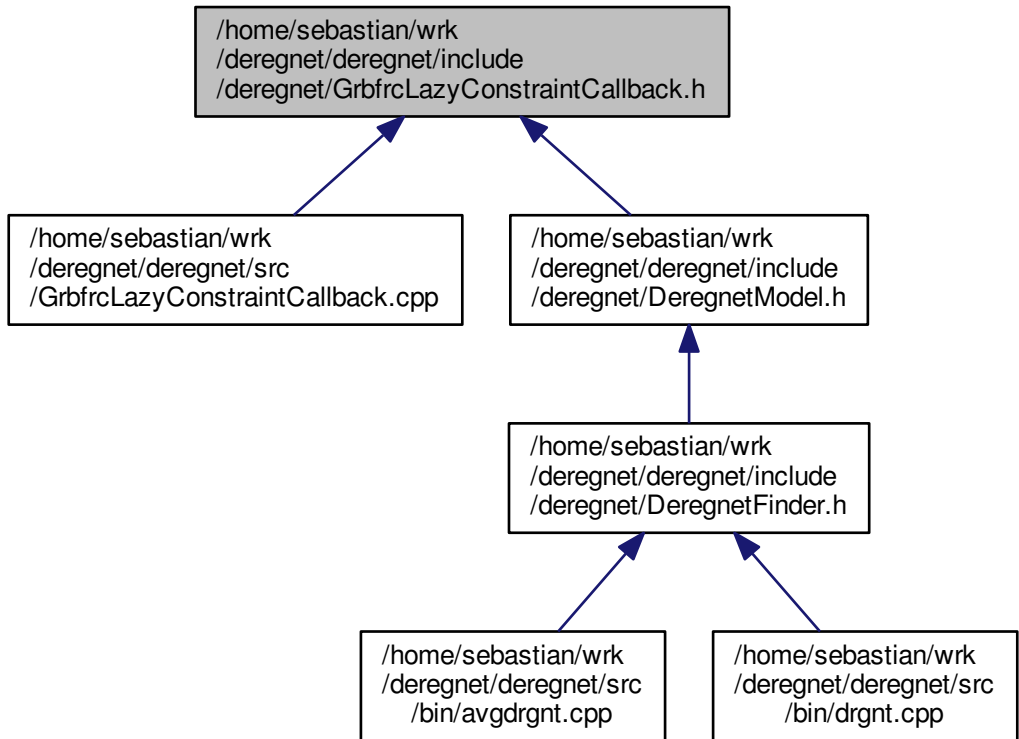 /home/sebastian/wrk
/deregnet/deregnet/include
/deregnet/GrbfrcLazyConstraintCallback.h
/home/sebastian/wrk
/deregnet/deregnet/src
/GrbfrcLazyConstraintCallback.cpp
/home/sebastian/wrk
/deregnet/deregnet/include
/deregnet/DeregnetModel.h
/home/sebastian/wrk
/deregnet/deregnet/include
/deregnet/DeregnetFinder.h
/home/sebastian/wrk
/deregnet/deregnet/src
/bin/avgdrgnt.cpp
/home/sebastian/wrk
/deregnet/deregnet/src
/bin/drgnt.cpp